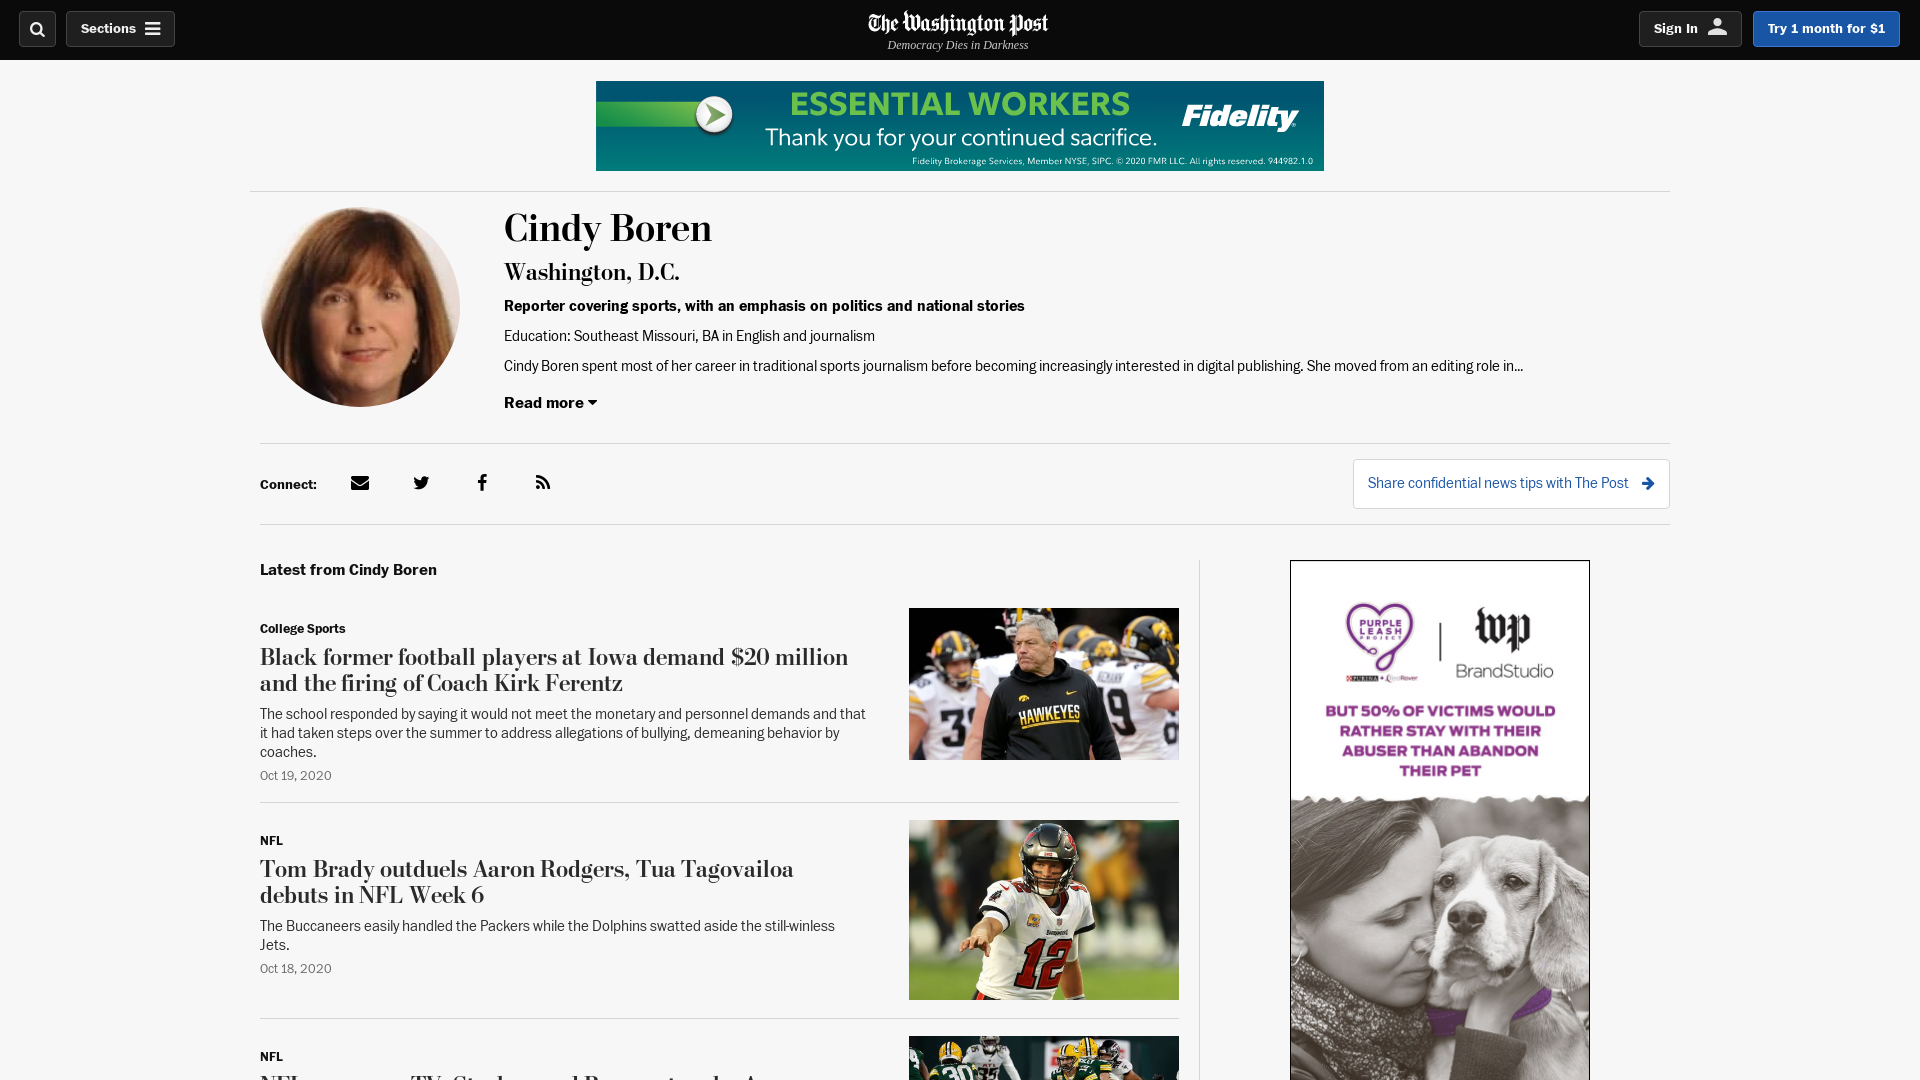 Sections
The Washington Post
Democracy Dies in Darkness
Sign In
Try 1 month for $1
ESSENTIAL WORKERS
Thank you for your continued sacrifice.
Fidelity
Fidelity Brokerage Services, Member NYSE, SIPC. © 2020 FMR LLC. All rights reserved. 944982.1.0
Cindy Boren
Washington, D.C.
Reporter covering sports, with an emphasis on politics and national stories
Education: Southeast Missouri, BA in English and journalism
Cindy Boren spent most of her career in traditional sports journalism before becoming increasingly interested in digital publishing. She moved from an editing role in...
Read more
Connect:
Share confidential news tips with The Post
Latest from Cindy Boren
College Sports
Black former football players at Iowa demand $20 million
and the firing of Coach Kirk Ferentz
The school responded by saying it would not meet the monetary and personnel demands and that
it had taken steps over the summer to address allegations of bullying, demeaning behavior by
coaches.
Oct 19, 2020
HAWKEYES
NFL
Tom Brady outduels Aaron Rodgers, Tua Tagovailoa
debuts in NFL Week 6
The Buccaneers easily handled the Packers while the Dolphins swatted aside the still-winless
Jets.
Oct 18, 2020
12
NFL
30
PURPLE
LEASH
PROJECT
PURINA
wp
BrandStudio
BUT 50% OF VICTIMS WOULD
RATHER STAY WITH THEIR
ABUSER THAN ABANDON
THEIR PET